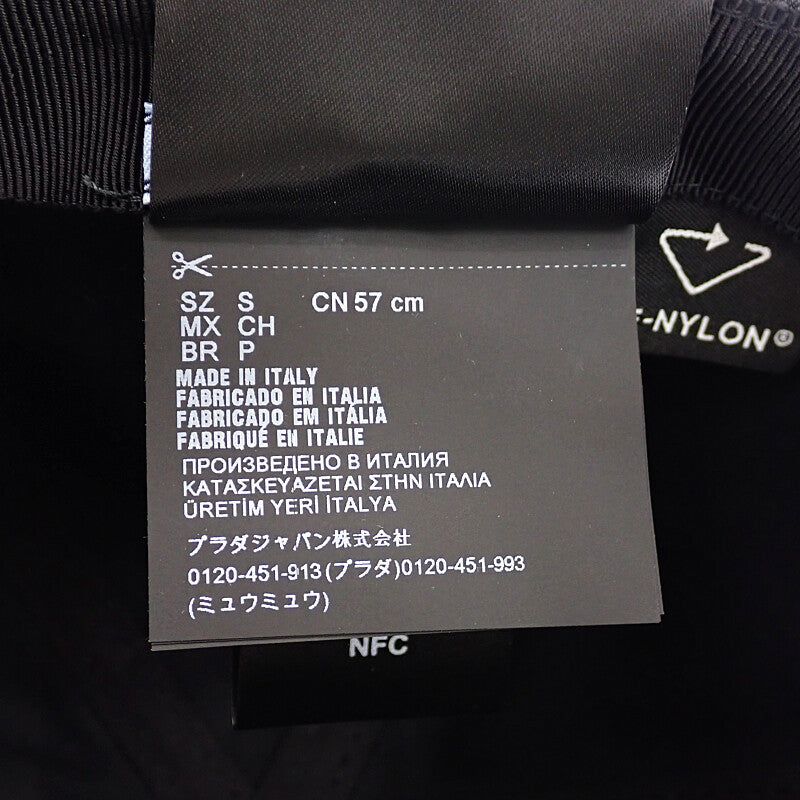 SZ S CN 57 cm
MX CH
BR P
MADE IN ITALY
FABRICADO EN ITALIA
FABRICADO EM ITÁLIA
FABRIQUÉ EN ITALIE
ПРОИЗВЕДЕНО В ИТАЛИЯ
ΚΑΤΑΣΚΕΥΑΖΕΤΑΙ ΣΤΗΝ ΙΤΑΛΙΑ
ÜRETİM YERİ İTALYA
プラダジャパン株式会社
0120-451-913(プラダ)0120-451-993
(ミュウミュウ)
-NYLON®
NFC